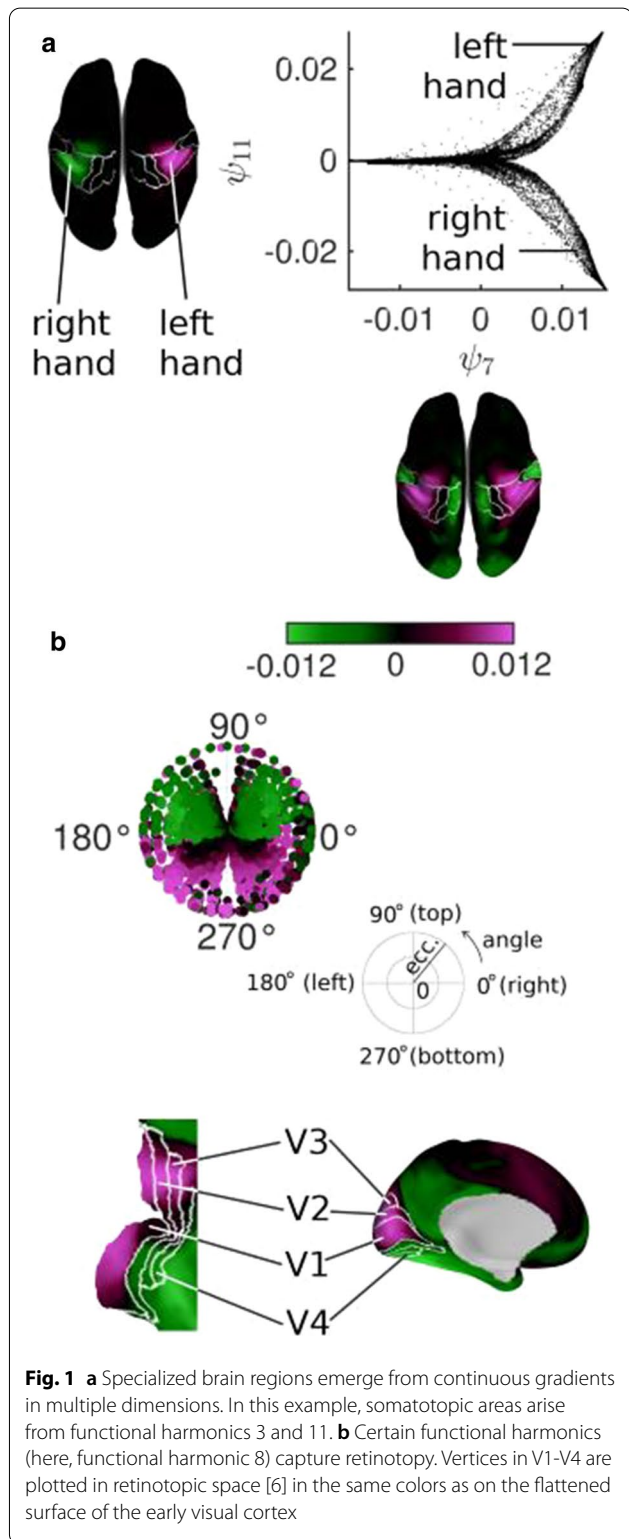 a
left
hand
0.02
ψ11
0
right
hand
-0.02
-0.01 0 0.01
ψ7
right
hand
left
hand
b
-0.012 0 0.012
90°
180° 0°
270°
90° (top)
angle
ecc.
180° (left) 0 0° (right)
270° (bottom)
V3
V2
V1
V4
Fig. 1 a Specialized brain regions emerge from continuous gradients
in multiple dimensions. In this example, somatotopic areas arise
from functional harmonics 3 and 11. b Certain functional harmonics
(here, functional harmonic 8) capture retinotopy. Vertices in V1-V4 are
plotted in retinotopic space [6] in the same colors as on the flattened
surface of the early visual cortex